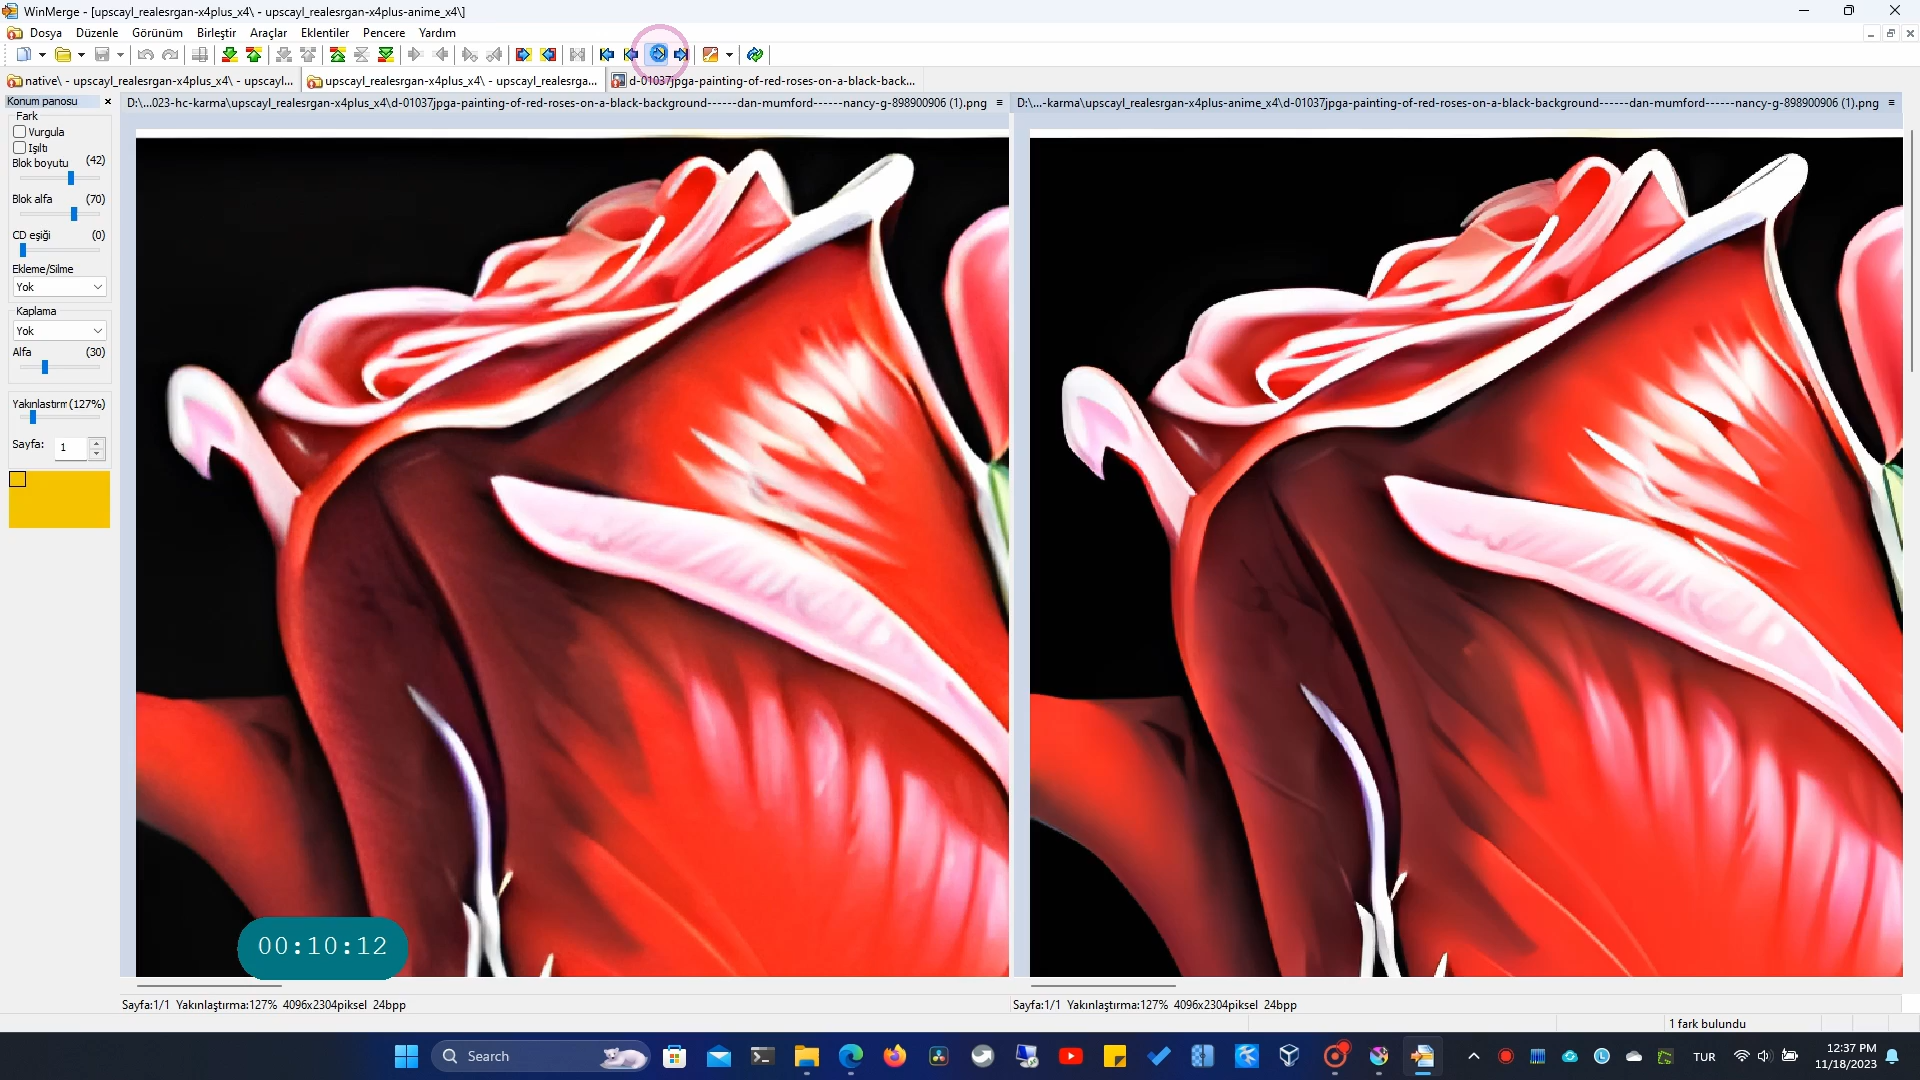 WinMerge - [upscayl_realesrgan-x4plus_x4\ - upscayl_realesrgan-x4plus-anime_x4\]
Dosya Düzenle Görünüm Birleştir Araçlar Eklentiler Pencere Yardım
native\ - upscayl_realesrgan-x4plus_x4\ - upscayl... upscayl_realesrgan-x4plus_x4\ - upscayl_realesrga... d-01037jpga-painting-of-red-roses-on-a-black-back...
Konum panosu
D:\...023-hc-karma\upscayl_realesrgan-x4plus_x4\d-01037jpga-painting-of-red-roses-on-a-black-background------dan-mumford------nancy-g-898900906 (1).png
D:\...-karma\upscayl_realesrgan-x4plus-anime_x4\d-01037jpga-painting-of-red-roses-on-a-black-background------dan-mumford------nancy-g-898900906 (1).png
Fark
Vurgula
Işıltı
Blok boyutu (42)
Blok alfa (70)
CD eşiği (0)
Ekleme/Silme
Yok
Kaplama
Yok
Alfa (30)
Yakınlaştırm (127%)
Sayfa: 1
00:10:12
Sayfa:1/1 Yakınlaştırma:127% 4096x2304piksel 24bpp
Sayfa:1/1 Yakınlaştırma:127% 4096x2304piksel 24bpp
1 fark bulundu
Search
TUR
12:37 PM
11/18/2023